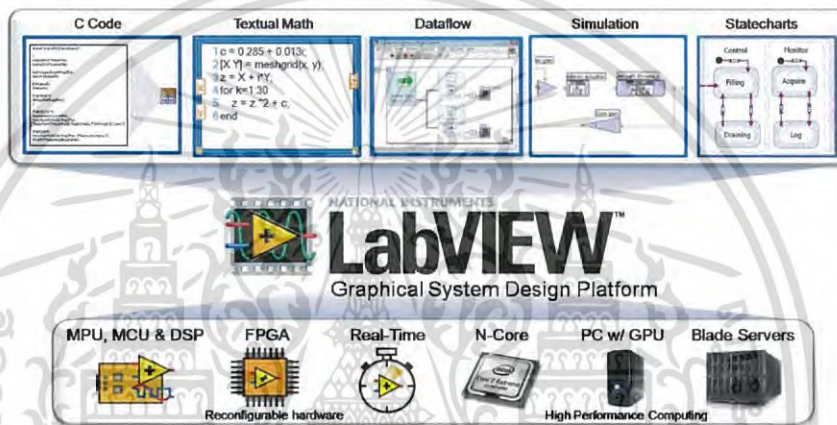 C Code
Textual Math
Dataflow
Simulation
Statecharts
1 c = 0.285 + 0.013i;
2 [X Y] = meshgrid(x, y);
3 z = X + i*Y;
4 for k=1:30
5 z = z.^2 + c;
6 end
Control
Monitor
Filling
Acquire
Draining
Log
NATIONAL INSTRUMENTS
LabVIEW™
Graphical System Design Platform
MPU, MCU & DSP
FPGA
Real-Time
N-Core
PC w/ GPU
Blade Servers
Reconfigurable hardware
High Performance Computing